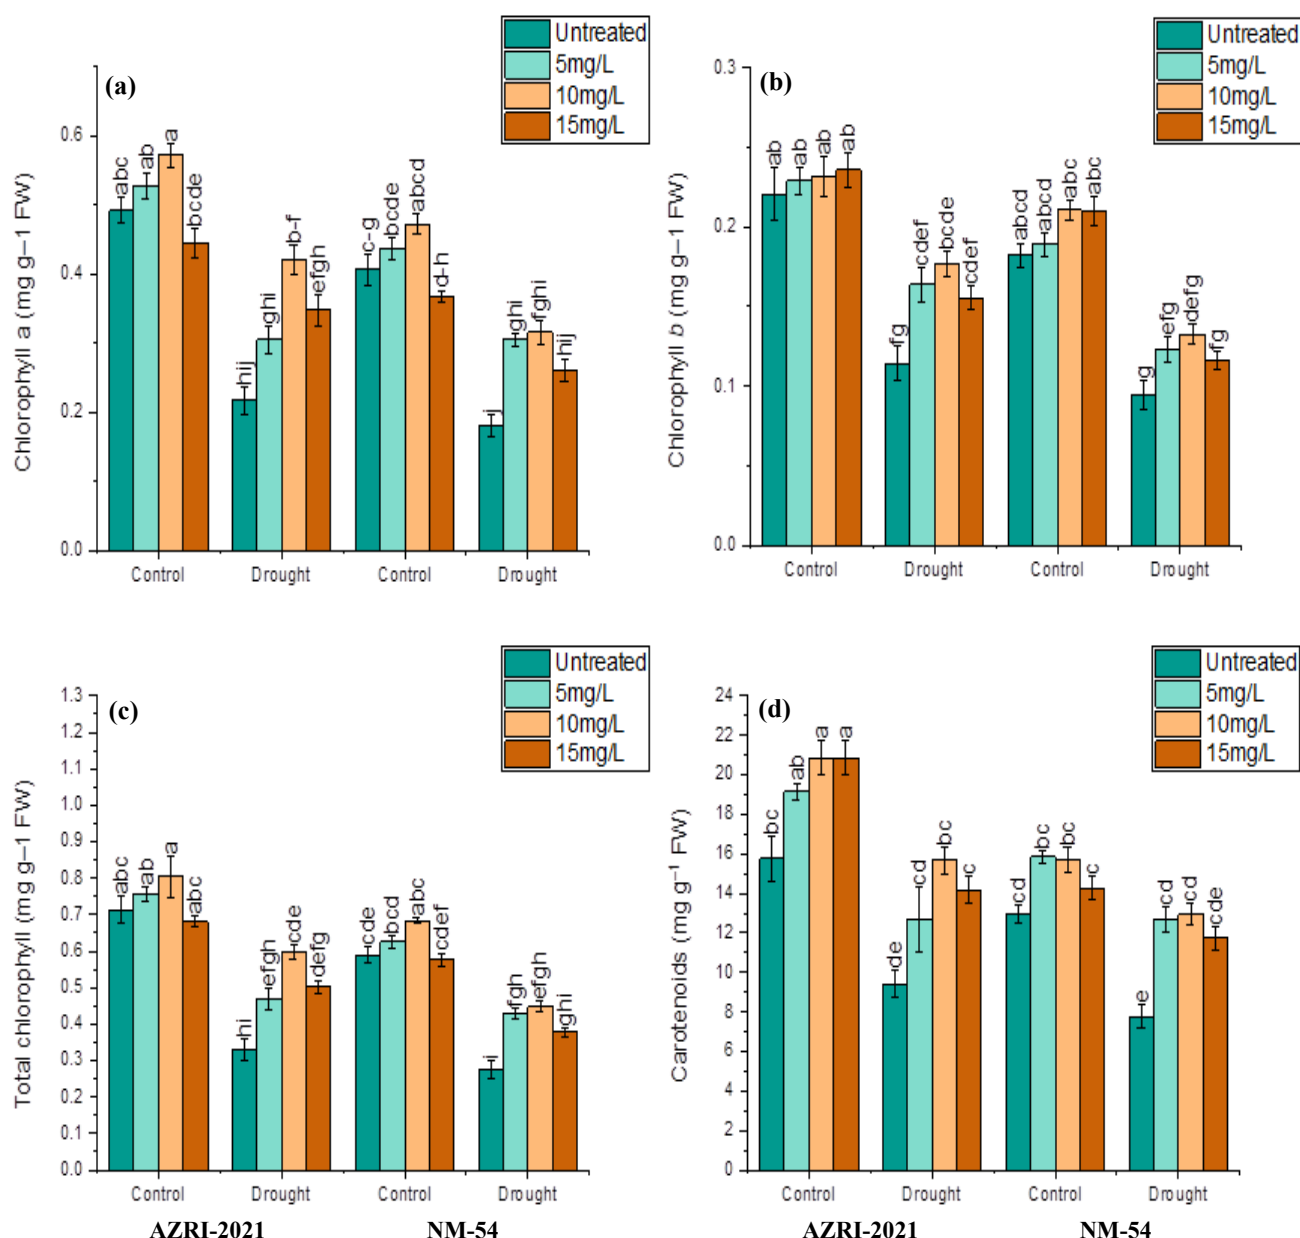 Untreated
5mg/L
10mg/L
15mg/L
(a)
Chlorophyll a (mg g–1 FW)
0.6
0.4
0.2
0.0
abc
ab
a
bcde
hij
ghi
b-f
efgh
c-g
bcde
abcd
d-h
ghi
fghi
hij
Control
Drought
Control
Drought
Untreated
5mg/L
10mg/L
15mg/L
(b)
Chlorophyll b (mg g–1 FW)
0.3
0.2
0.1
0.0
ab
ab
ab
ab
fg
cdef
bcde
cdef
abcd
abcd
abc
abc
g
efg
defg
fg
Control
Drought
Control
Drought
Untreated
5mg/L
10mg/L
15mg/L
(c)
Total chlorophyll (mg g–1 FW)
1.3
1.2
1.1
1.0
0.9
0.8
0.7
0.6
0.5
0.4
0.3
0.2
0.1
0.0
abc
ab
a
abc
hi
efgh
cde
defg
cde
bcd
abc
cdef
i
fgh
efgh
ghi
Control
Drought
Control
Drought
AZRI-2021
NM-54
Untreated
5mg/L
10mg/L
15mg/L
(d)
Carotenoids (mg g⁻¹ FW)
24
22
20
18
16
14
12
10
8
6
4
2
0
bc
ab
a
a
de
cd
bc
c
cd
bc
bc
c
e
cd
cd
cde
Control
Drought
Control
Drought
AZRI-2021
NM-54